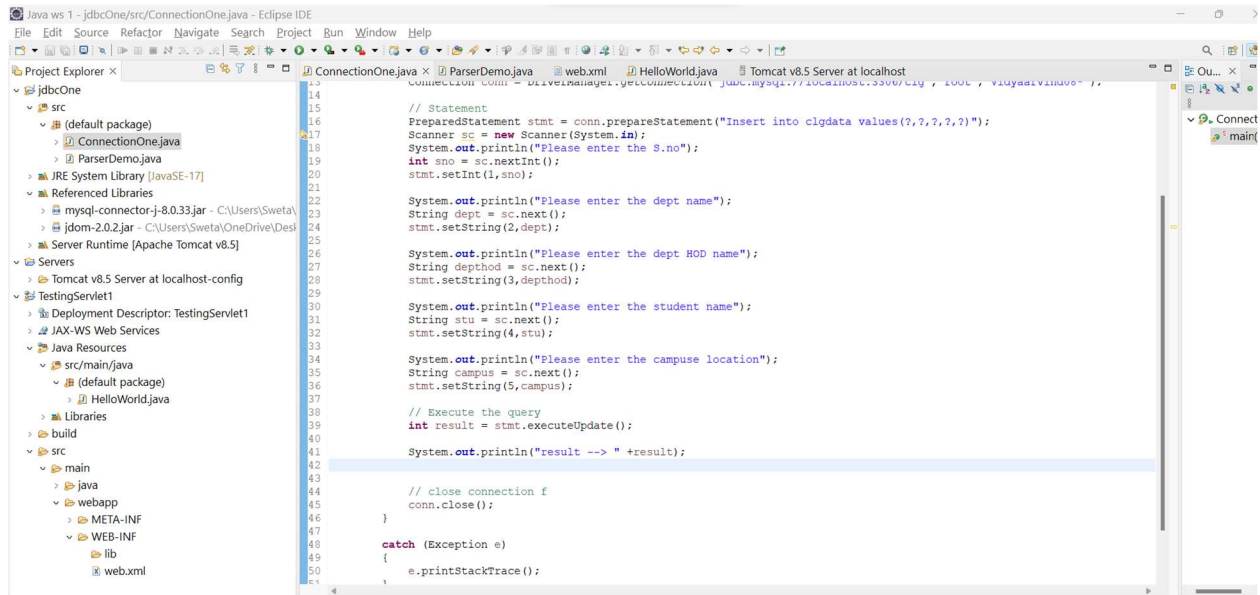 Java ws 1 - jdbcOne/src/ConnectionOne.java - Eclipse IDE
File Edit Source Refactor Navigate Search Project Run Window Help
Project Explorer ×
jdbcOne
src
(default package)
ConnectionOne.java
ParserDemo.java
JRE System Library [JavaSE-17]
Referenced Libraries
mysql-connector-j-8.0.33.jar - C:\Users\Sweta\
jdom-2.0.2.jar - C:\Users\Sweta\OneDrive\Desk
Server Runtime [Apache Tomcat v8.5]
Servers
Tomcat v8.5 Server at localhost-config
TestingServlet1
Deployment Descriptor: TestingServlet1
JAX-WS Web Services
Java Resources
src/main/java
(default package)
HelloWorld.java
Libraries
build
src
main
java
webapp
META-INF
WEB-INF
lib
web.xml
ConnectionOne.java × ParserDemo.java web.xml HelloWorld.java Tomcat v8.5 Server at localhost
14
15 // Statement
16 PreparedStatement stmt = conn.prepareStatement("Insert into clgdata values(?,?,?,?,?)");
17 Scanner sc = new Scanner(System.in);
18 System.out.println("Please enter the S.no");
19 int sno = sc.nextInt();
20 stmt.setInt(1,sno);
21
22 System.out.println("Please enter the dept name");
23 String dept = sc.next();
24 stmt.setString(2,dept);
25
26 System.out.println("Please enter the dept HOD name");
27 String depthod = sc.next();
28 stmt.setString(3,depthod);
29
30 System.out.println("Please enter the student name");
31 String stu = sc.next();
32 stmt.setString(4,stu);
33
34 System.out.println("Please enter the campuse location");
35 String campus = sc.next();
36 stmt.setString(5,campus);
37
38 // Execute the query
39 int result = stmt.executeUpdate();
40
41 System.out.println("result --> " +result);
42
43
44 // close connection f
45 conn.close();
46 }
47
48 catch (Exception e)
49 {
50 e.printStackTrace();
Ou... ×
Connect
main(